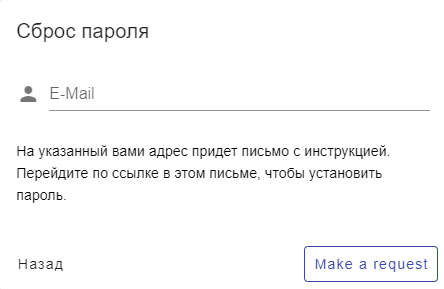 Сброс пароля
E-Mail
На указанный вами адрес придет письмо с инструкцией.
Перейдите по ссылке в этом письме, чтобы установить
пароль.
Назад
Make a request